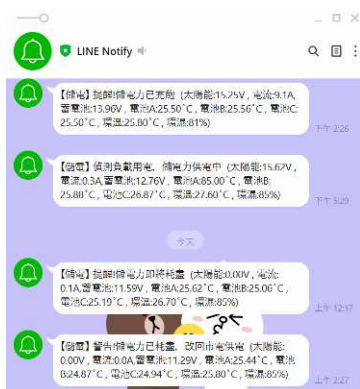 LINE Notify
【儲電】提醒!儲電力已充飽 (太陽能:15.25V, 電流:9.1A,
蓄電池:13.96V, 電池A:25.50°C, 電池B:25.56°C, 電池C:
25.50°C, 環溫:25.80°C, 環濕:81%)
下午 2:26
【儲電】偵測負載用電, 儲電力供電中 (太陽能:15.62V,
電流:0.3A,蓄電池:12.76V, 電池A:85.00°C, 電池B:
25.88°C, 電池C:26.87°C, 環溫:27.60°C, 環濕:85%)
下午 5:29
今天
【儲電】提醒!儲電力即將耗盡 (太陽能:0.00V, 電流:
0.1A,蓄電池:11.59V, 電池A:25.62°C, 電池B:25.06°C,
電池C:25.19°C, 環溫:26.70°C, 環濕:85%)
上午 12:17
【儲電】警告!儲電力已耗盡, 改回市電供電 (太陽能:
0.00V, 電流:0.0A,蓄電池:11.29V, 電池A:25.44°C, 電池
B:24.87°C, 電池C:24.94°C, 環溫:25.80°C, 環濕:85%)
上午 2:27